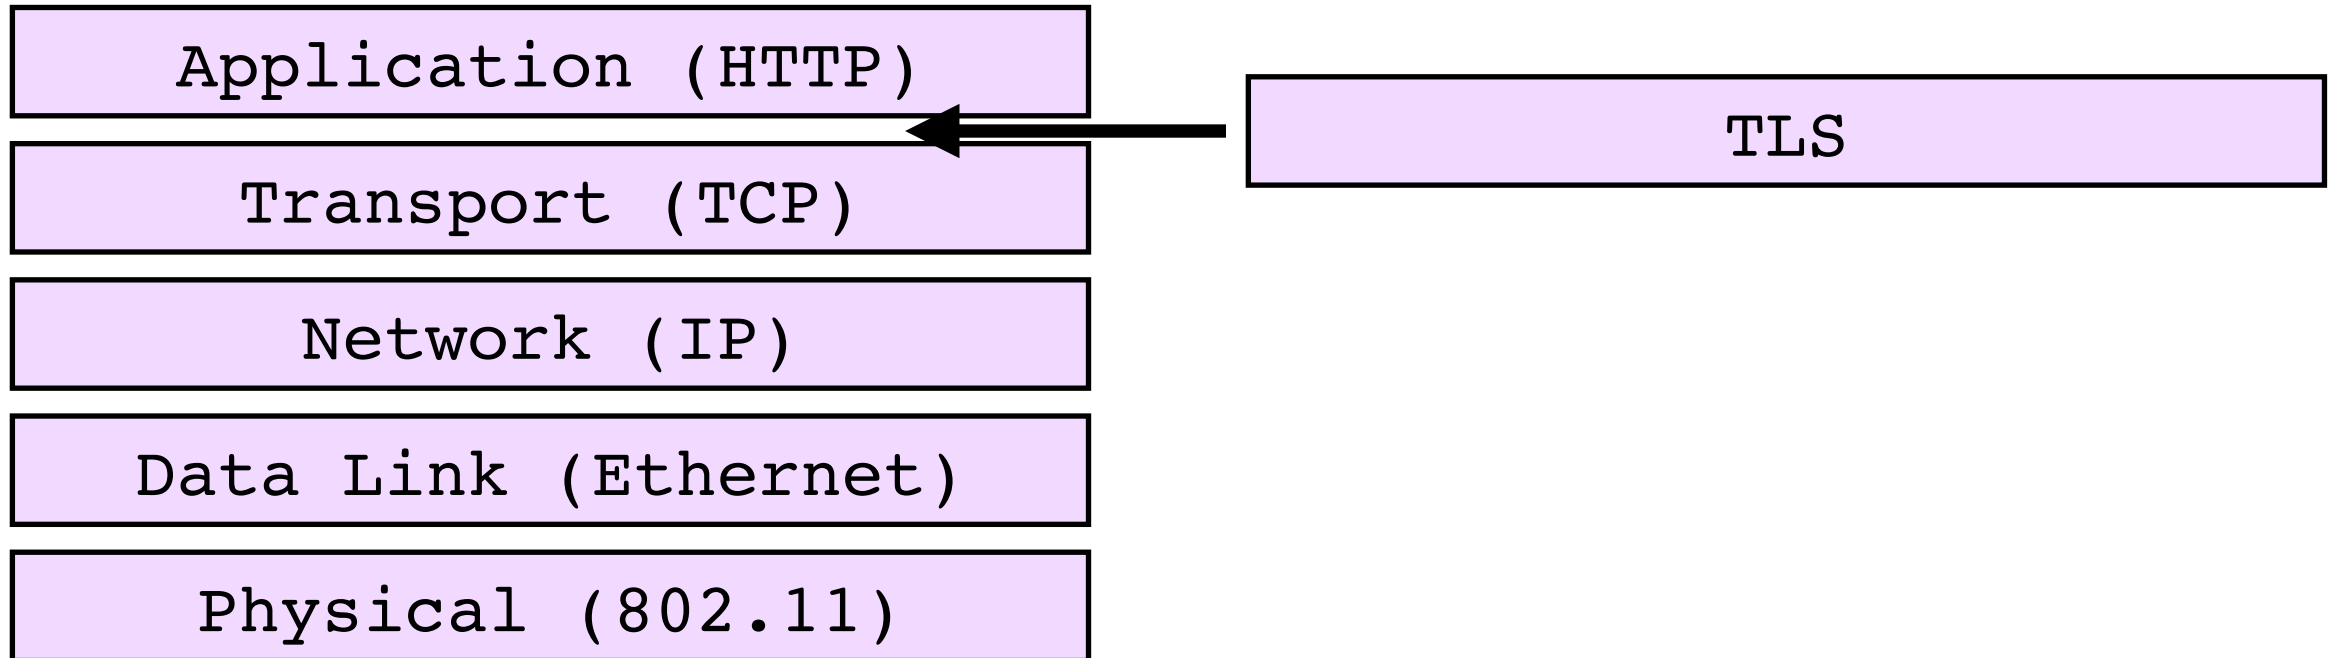 Application (HTTP)
TLS
Transport (TCP)
Network (IP)
Data Link (Ethernet)
Physical (802.11)